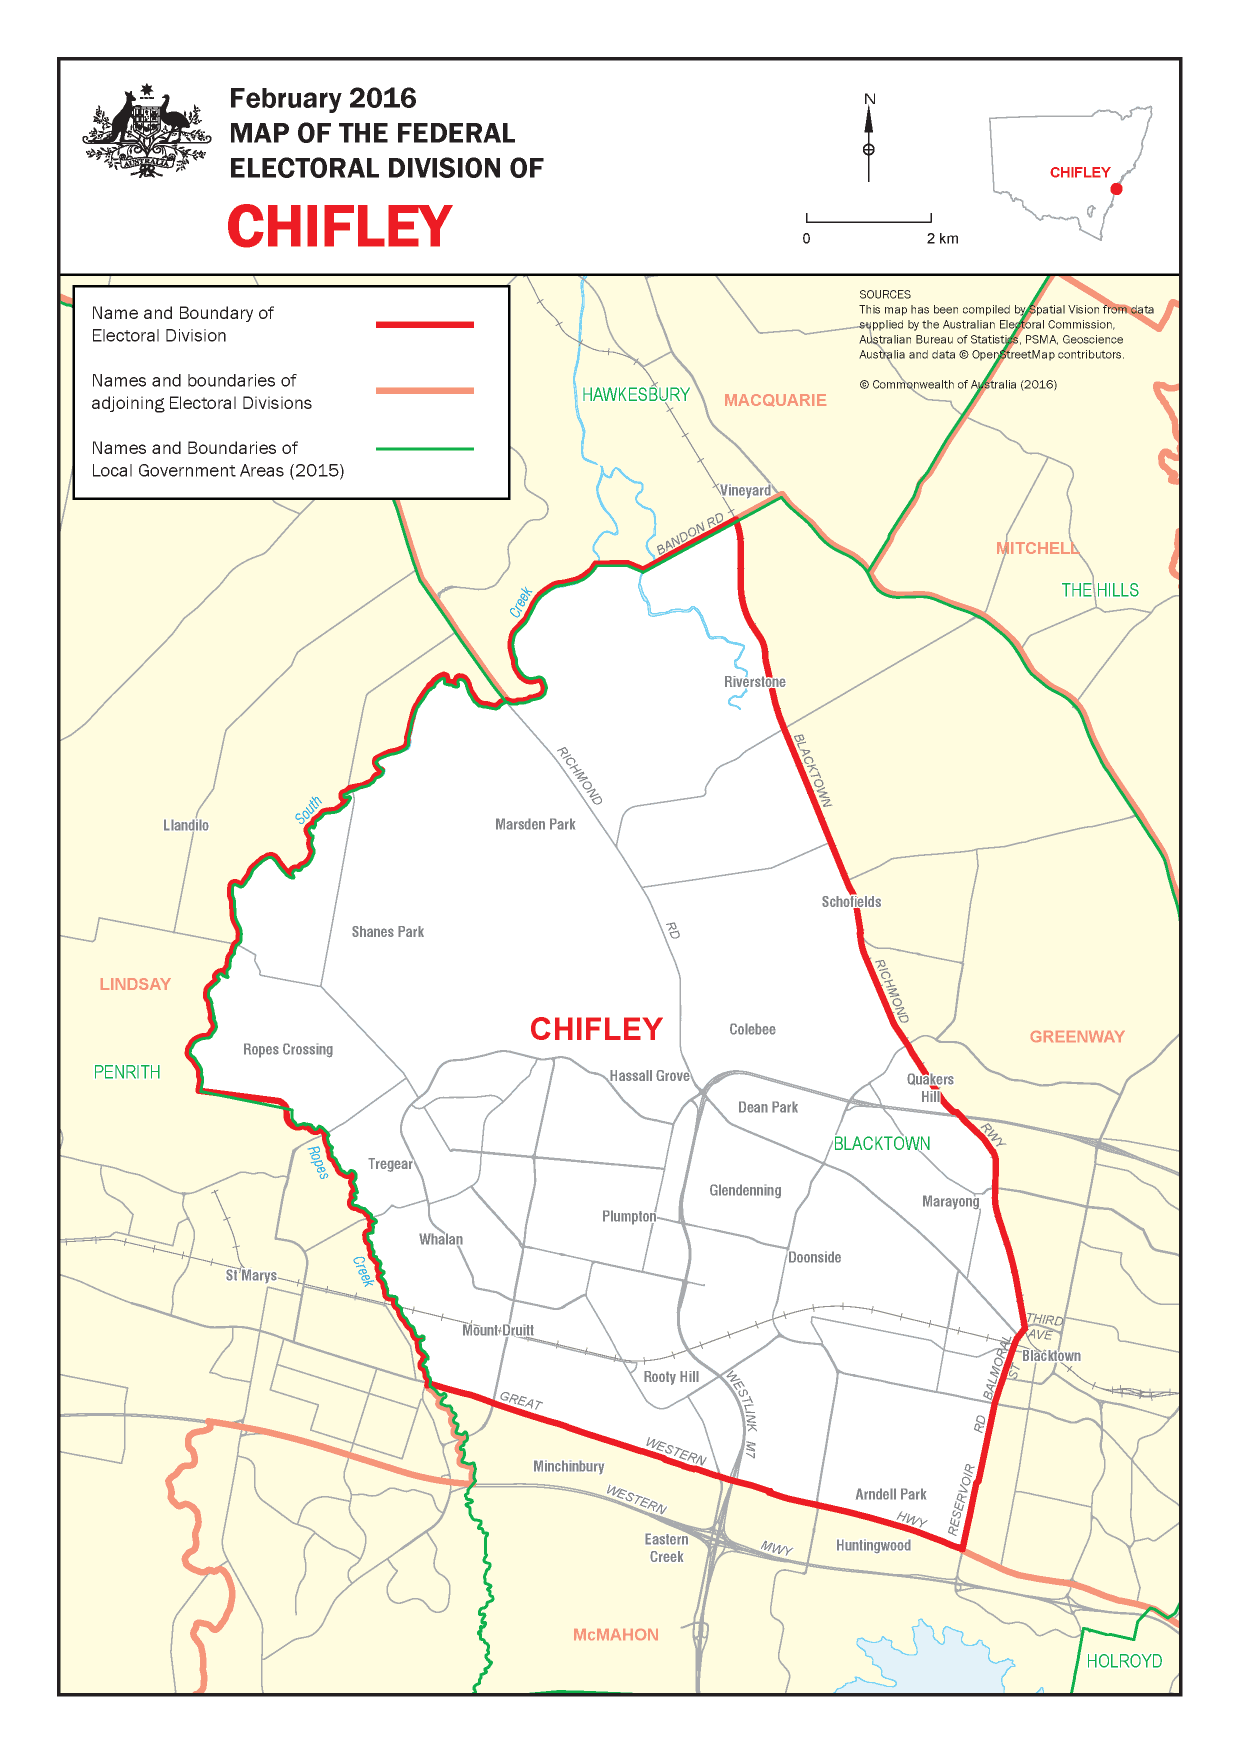 February 2016
MAP OF THE FEDERAL
ELECTORAL DIVISION OF
CHIFLEY
AUSTRALIA
N
0 2 km
CHIFLEY
Name and Boundary of
Electoral Division
Names and boundaries of
adjoining Electoral Divisions
Names and Boundaries of
Local Government Areas (2015)
SOURCES
This map has been compiled by Spatial Vision from data
supplied by the Australian Electoral Commission,
Australian Bureau of Statistics, PSMA, Geoscience
Australia and data © OpenStreetMap contributors.
© Commonwealth of Australia (2016)
HAWKESBURY
MACQUARIE
Vineyard
BANDON RD
MITCHELL
THE HILLS
Creek
Riverstone
RICHMOND
BLACKTOWN
South
Llandilo
Marsden Park
Schofields
Shanes Park
RD
LINDSAY
RICHMOND
CHIFLEY
Colebee
GREENWAY
Ropes Crossing
PENRITH
Hassall Grove
Quakers
Hill
Dean Park
BLACKTOWN
RWY
Ropes
Tregear
Glendenning
Marayong
Plumpton
Whalan
Doonside
Creek
St Marys
Mount Druitt
THIRD
AVE
Blacktown
BALMORAL
ST
Rooty Hill
WESTLINK M7
GREAT
WESTERN
RD
Minchinbury
WESTERN
Arndell Park
RESERVOIR
HWY
Eastern
Creek
MWY
Huntingwood
McMAHON
HOLROYD